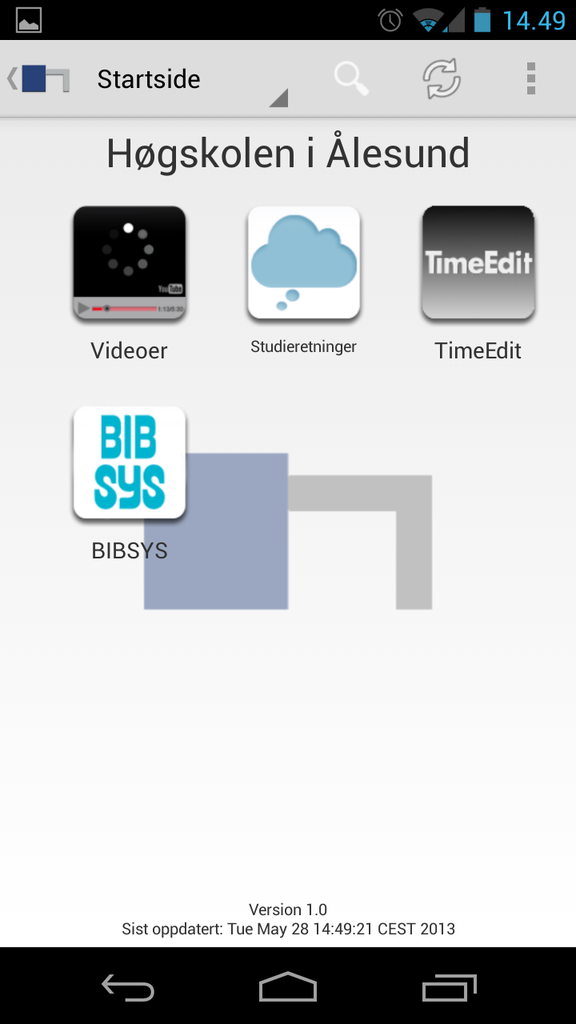 14.49
Startside
Høgskolen i Ålesund
TimeEdit
YouTube
Videoer
Studieretninger
TimeEdit
BIB
SYS
BIBSYS
Version 1.0
Sist oppdatert: Tue May 28 14:49:21 CEST 2013